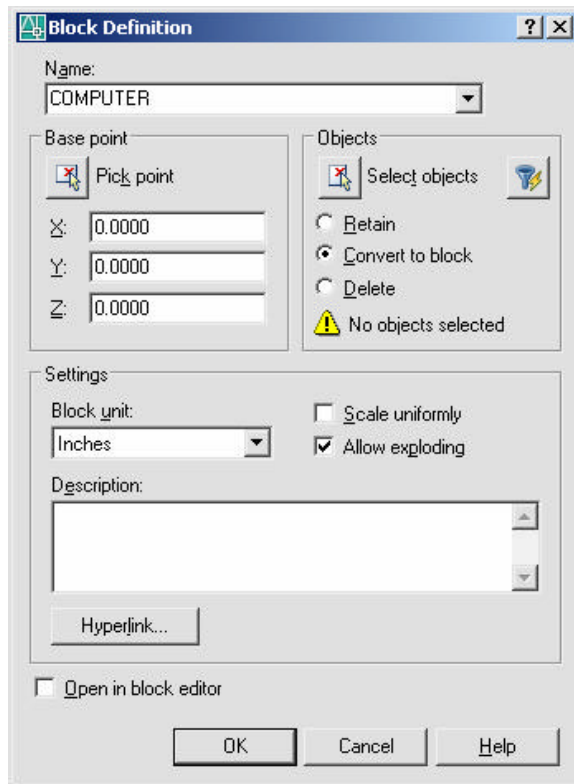 Block Definition
Name:
COMPUTER
Base point
Pick point
X: 0.0000
Y: 0.0000
Z: 0.0000
Objects
Select objects
Retain
Convert to block
Delete
No objects selected
Settings
Block unit:
Inches
Scale uniformly
Allow exploding
Description:
Hyperlink...
Open in block editor
OK Cancel Help